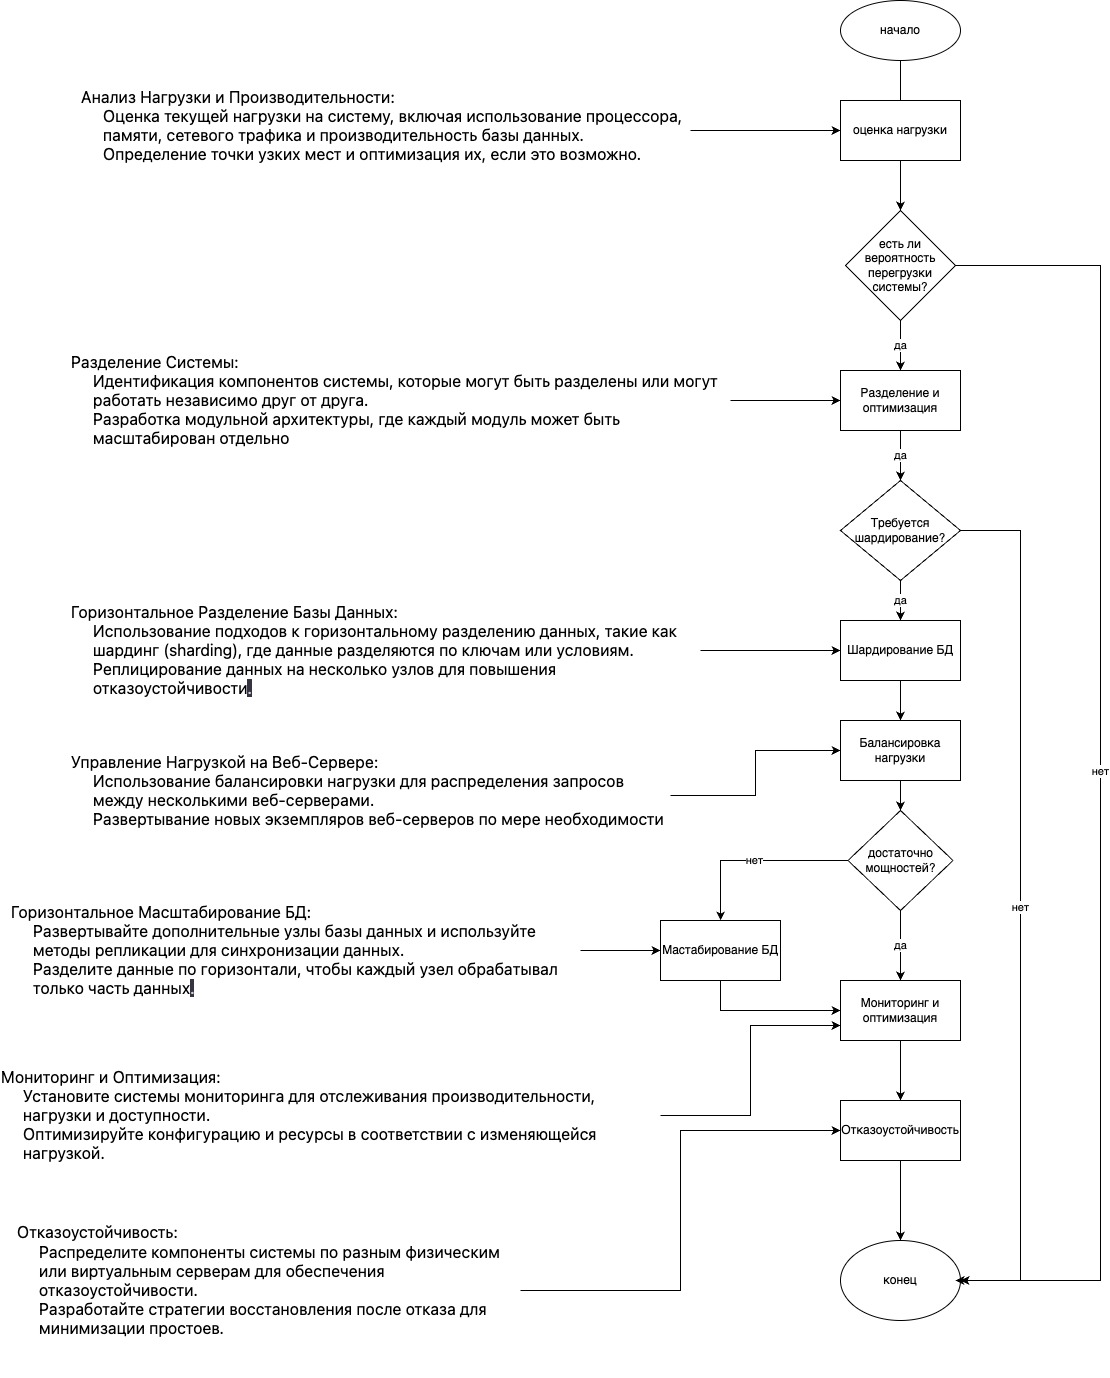 начало
Анализ Нагрузки и Производительности:
Оценка текущей нагрузки на систему, включая использование процессора,
памяти, сетевого трафика и производительность базы данных.
Определение точки узких мест и оптимизация их, если это возможно.
оценка нагрузки
есть ли
вероятность
перегрузки
системы?
да
Разделение Системы:
Идентификация компонентов системы, которые могут быть разделены или могут
работать независимо друг от друга.
Разработка модульной архитектуры, где каждый модуль может быть
масштабирован отдельно
Разделение и
оптимизация
да
Требуется
шардирование?
да
Горизонтальное Разделение Базы Данных:
Использование подходов к горизонтальному разделению данных, такие как
шардинг (sharding), где данные разделяются по ключам или условиям.
Реплицирование данных на несколько узлов для повышения
отказоустойчивости.
Шардирование БД
Управление Нагрузкой на Веб-Сервере:
Использование балансировки нагрузки для распределения запросов
между несколькими веб-серверами.
Развертывание новых экземпляров веб-серверов по мере необходимости
Балансировка
нагрузки
нет
достаточно
мощностей?
нет
Горизонтальное Масштабирование БД:
Развертывайте дополнительные узлы базы данных и используйте
методы репликации для синхронизации данных.
Разделите данные по горизонтали, чтобы каждый узел обрабатывал
только часть данных.
Мастабирование БД
нет
да
Мониторинг и
оптимизация
Мониторинг и Оптимизация:
Установите системы мониторинга для отслеживания производительности,
нагрузки и доступности.
Оптимизируйте конфигурацию и ресурсы в соответствии с изменяющейся
нагрузкой.
Отказоустойчивость
Отказоустойчивость:
Распределите компоненты системы по разным физическим
или виртуальным серверам для обеспечения
отказоустойчивости.
Разработайте стратегии восстановления после отказа для
минимизации простоев.
конец